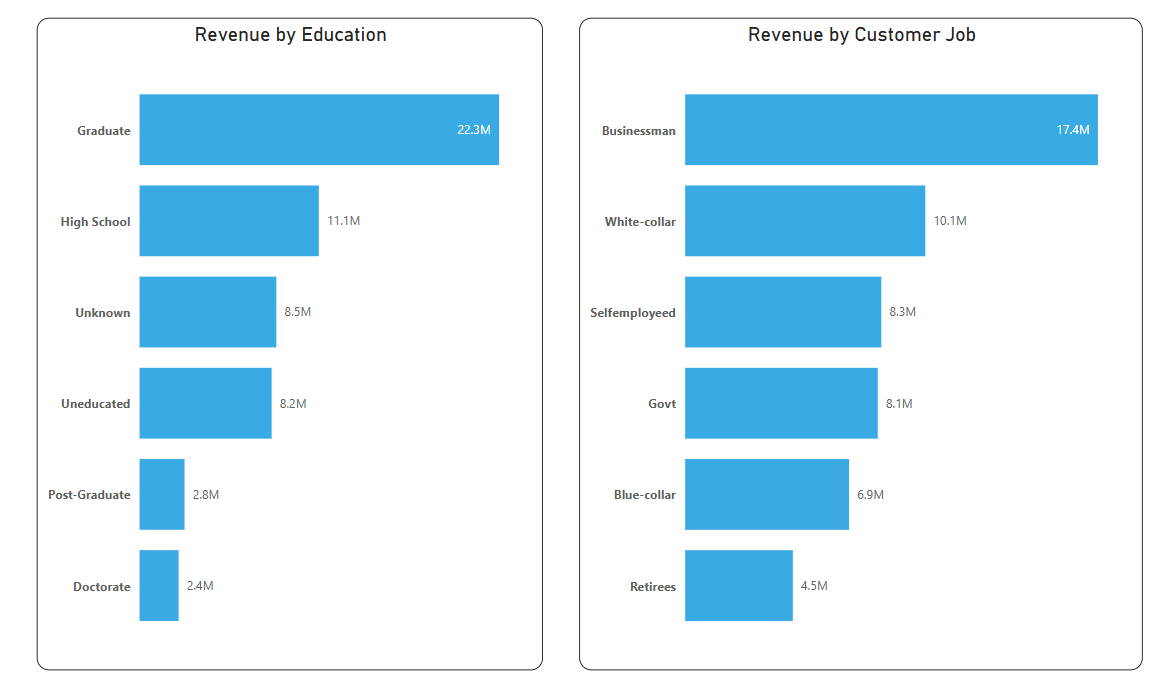 Revenue by Education
Graduate 22.3M
High School 11.1M
Unknown 8.5M
Uneducated 8.2M
Post-Graduate 2.8M
Doctorate 2.4M
Revenue by Customer Job
Businessman 17.4M
White-collar 10.1M
Selfemployeed 8.3M
Govt 8.1M
Blue-collar 6.9M
Retirees 4.5M